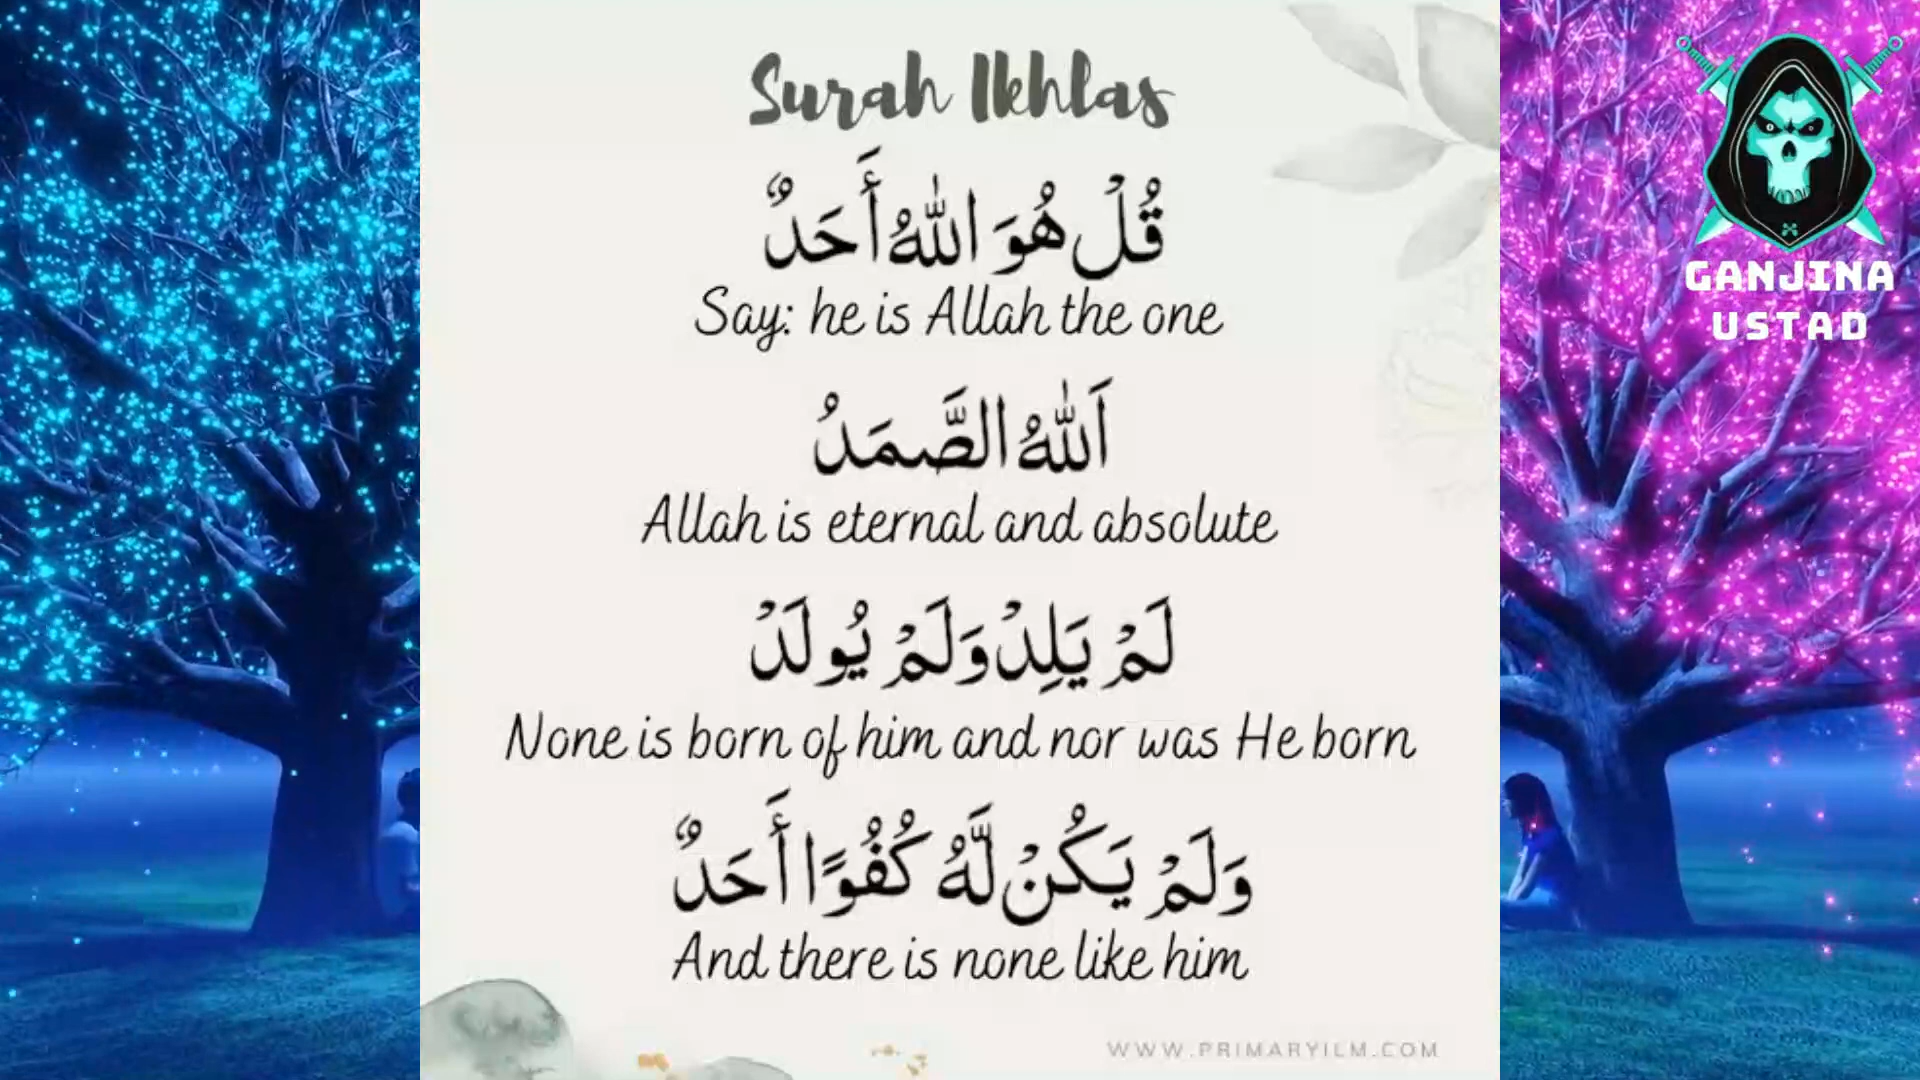 Surah Ikhlas
قُلْ هُوَ اللّٰهُ أَحَدٌ
Say: he is Allah the one
اَللّٰهُ الصَّمَدُ
Allah is eternal and absolute
لَمْ يَلِدْ وَلَمْ يُولَدْ
None is born of him and nor was He born
وَلَمْ يَكُنْ لَّهُ كُفُوًا أَحَدٌ
And there is none like him
WWW.PRIMARYILM.COM
GANJINA
USTAD